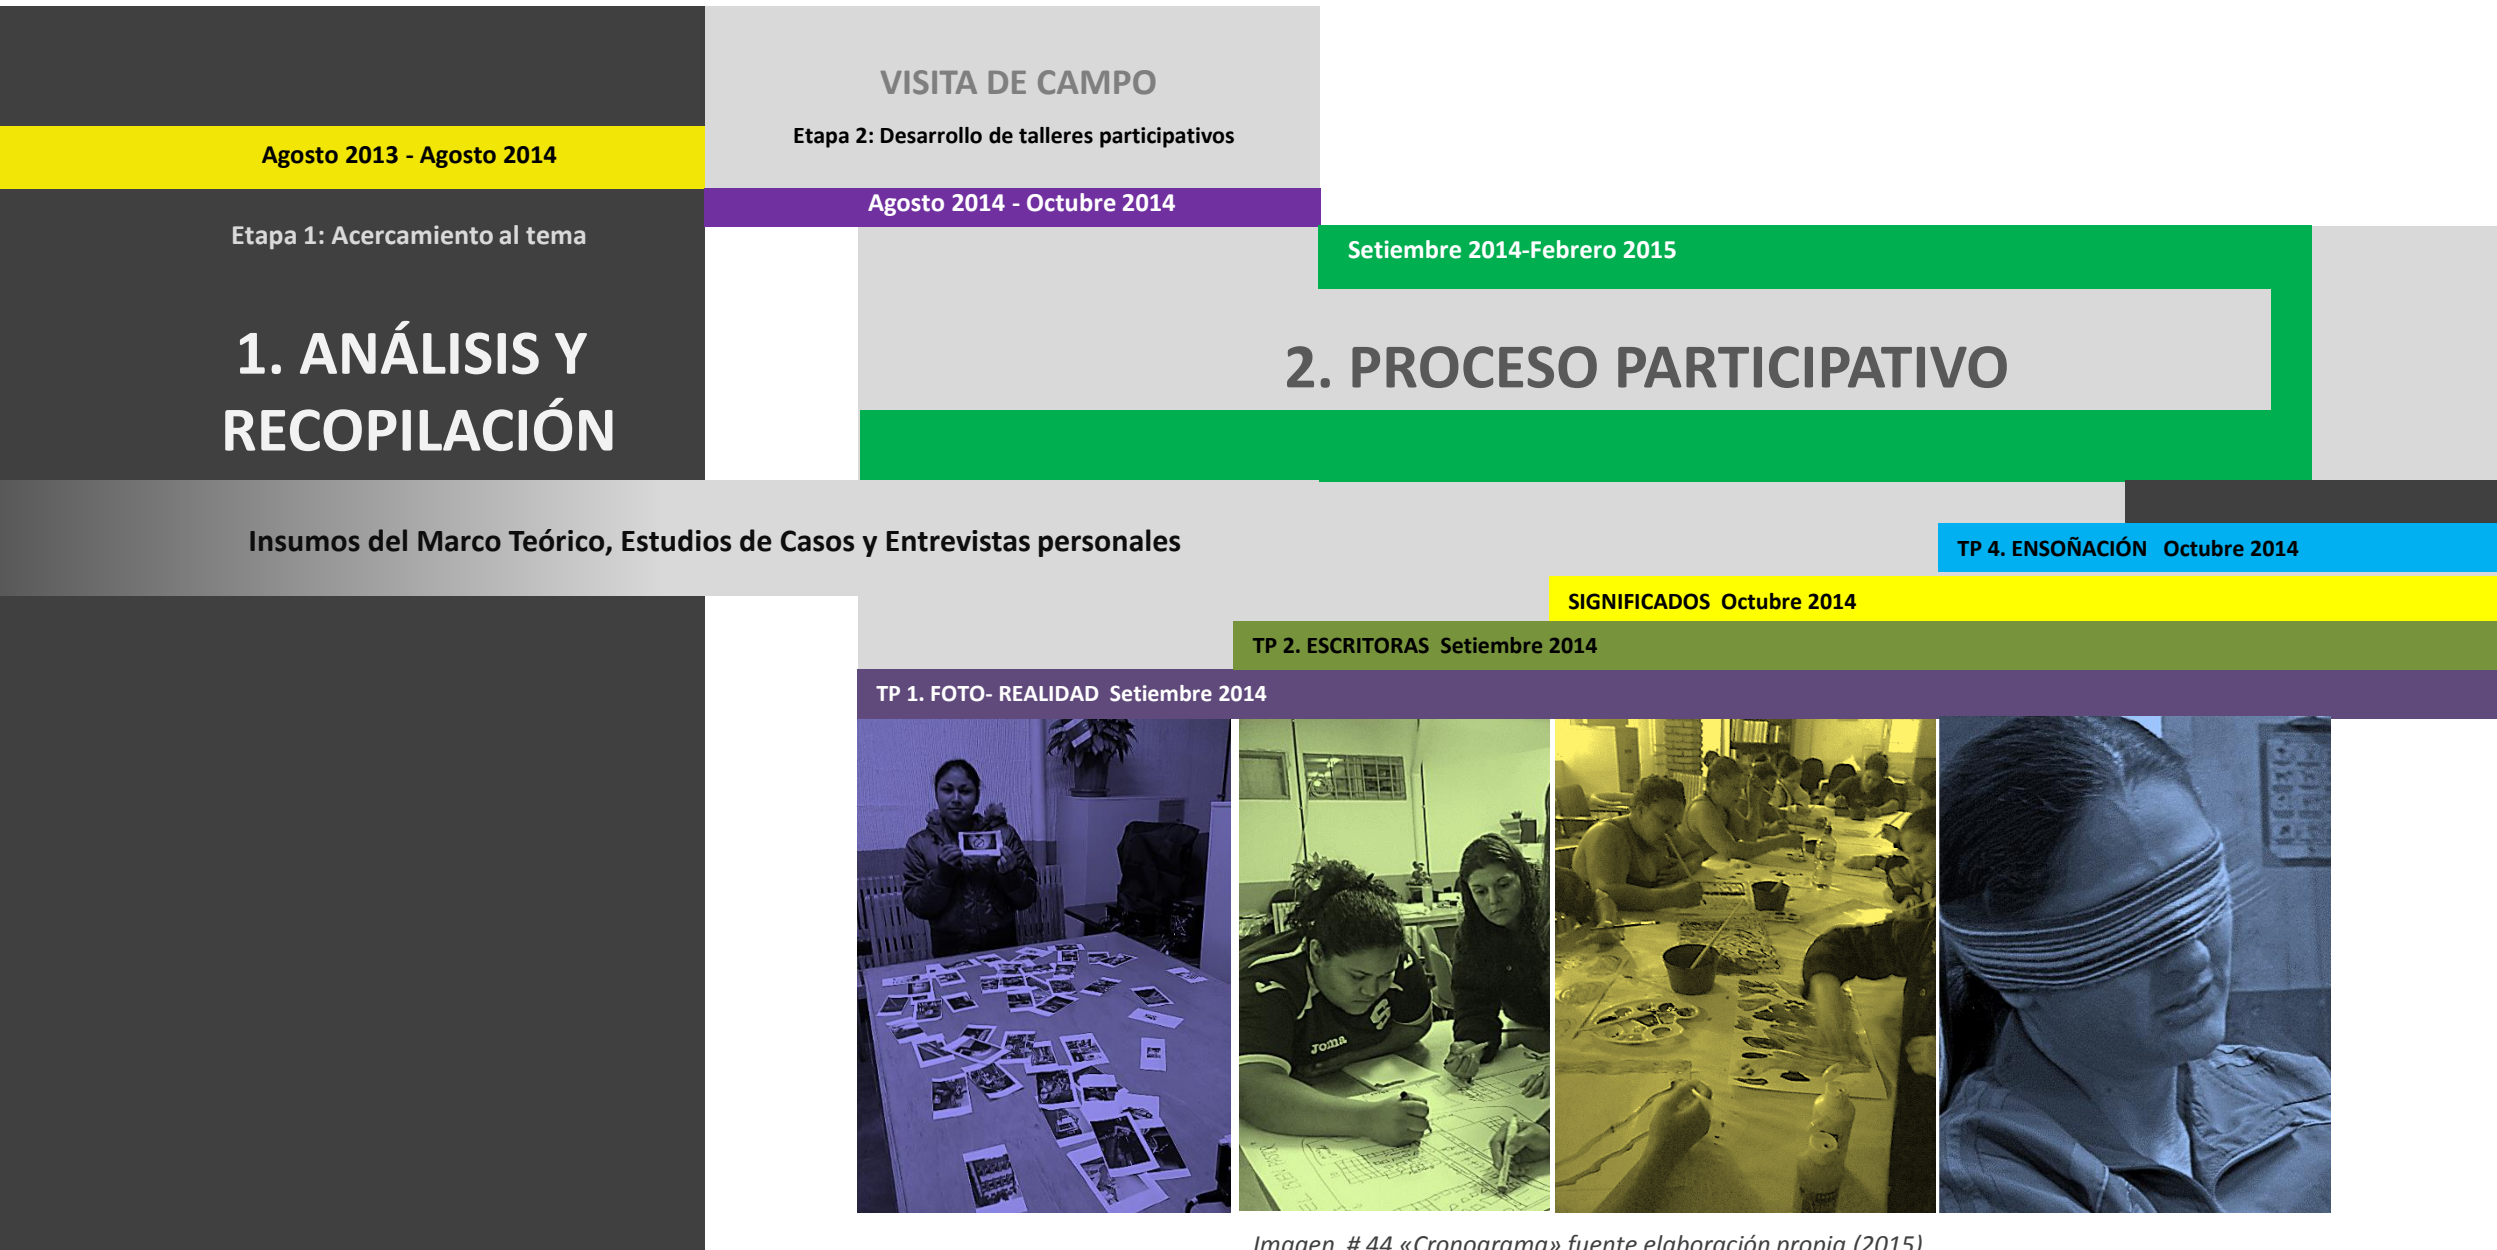 VISITA DE CAMPO
Etapa 2: Desarrollo de talleres participativos
Agosto 2013 - Agosto 2014
Agosto 2014 - Octubre 2014
Etapa 1: Acercamiento al tema
Setiembre 2014-Febrero 2015
1. ANÁLISIS Y
RECOPILACIÓN
2. PROCESO PARTICIPATIVO
Insumos del Marco Teórico, Estudios de Casos y Entrevistas personales
TP 4. ENSOÑACIÓN Octubre 2014
SIGNIFICADOS Octubre 2014
TP 2. ESCRITORAS Setiembre 2014
TP 1. FOTO- REALIDAD Setiembre 2014
Joma
Imagen # 44 «Cronograma» fuente elaboración propia (2015)